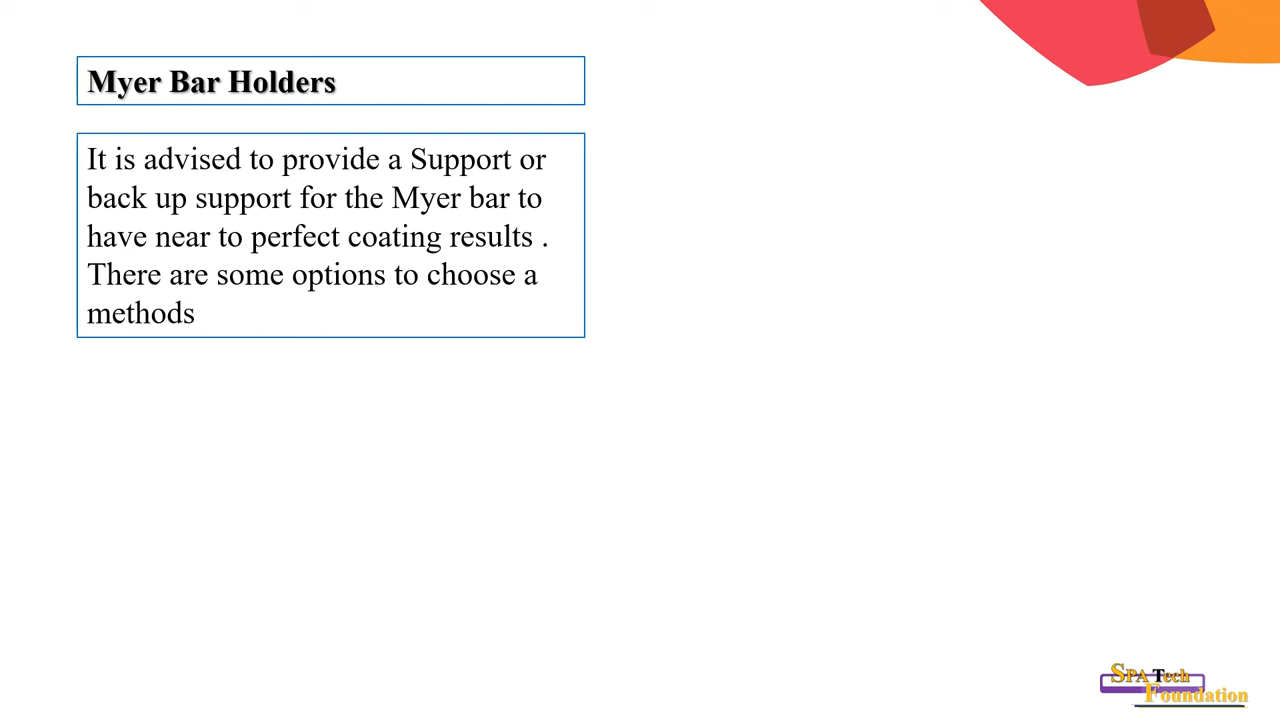 Myer Bar Holders
It is advised to provide a Support or
back up support for the Myer bar to
have near to perfect coating results .
There are some options to choose a
methods
SPA Tech
Foundation